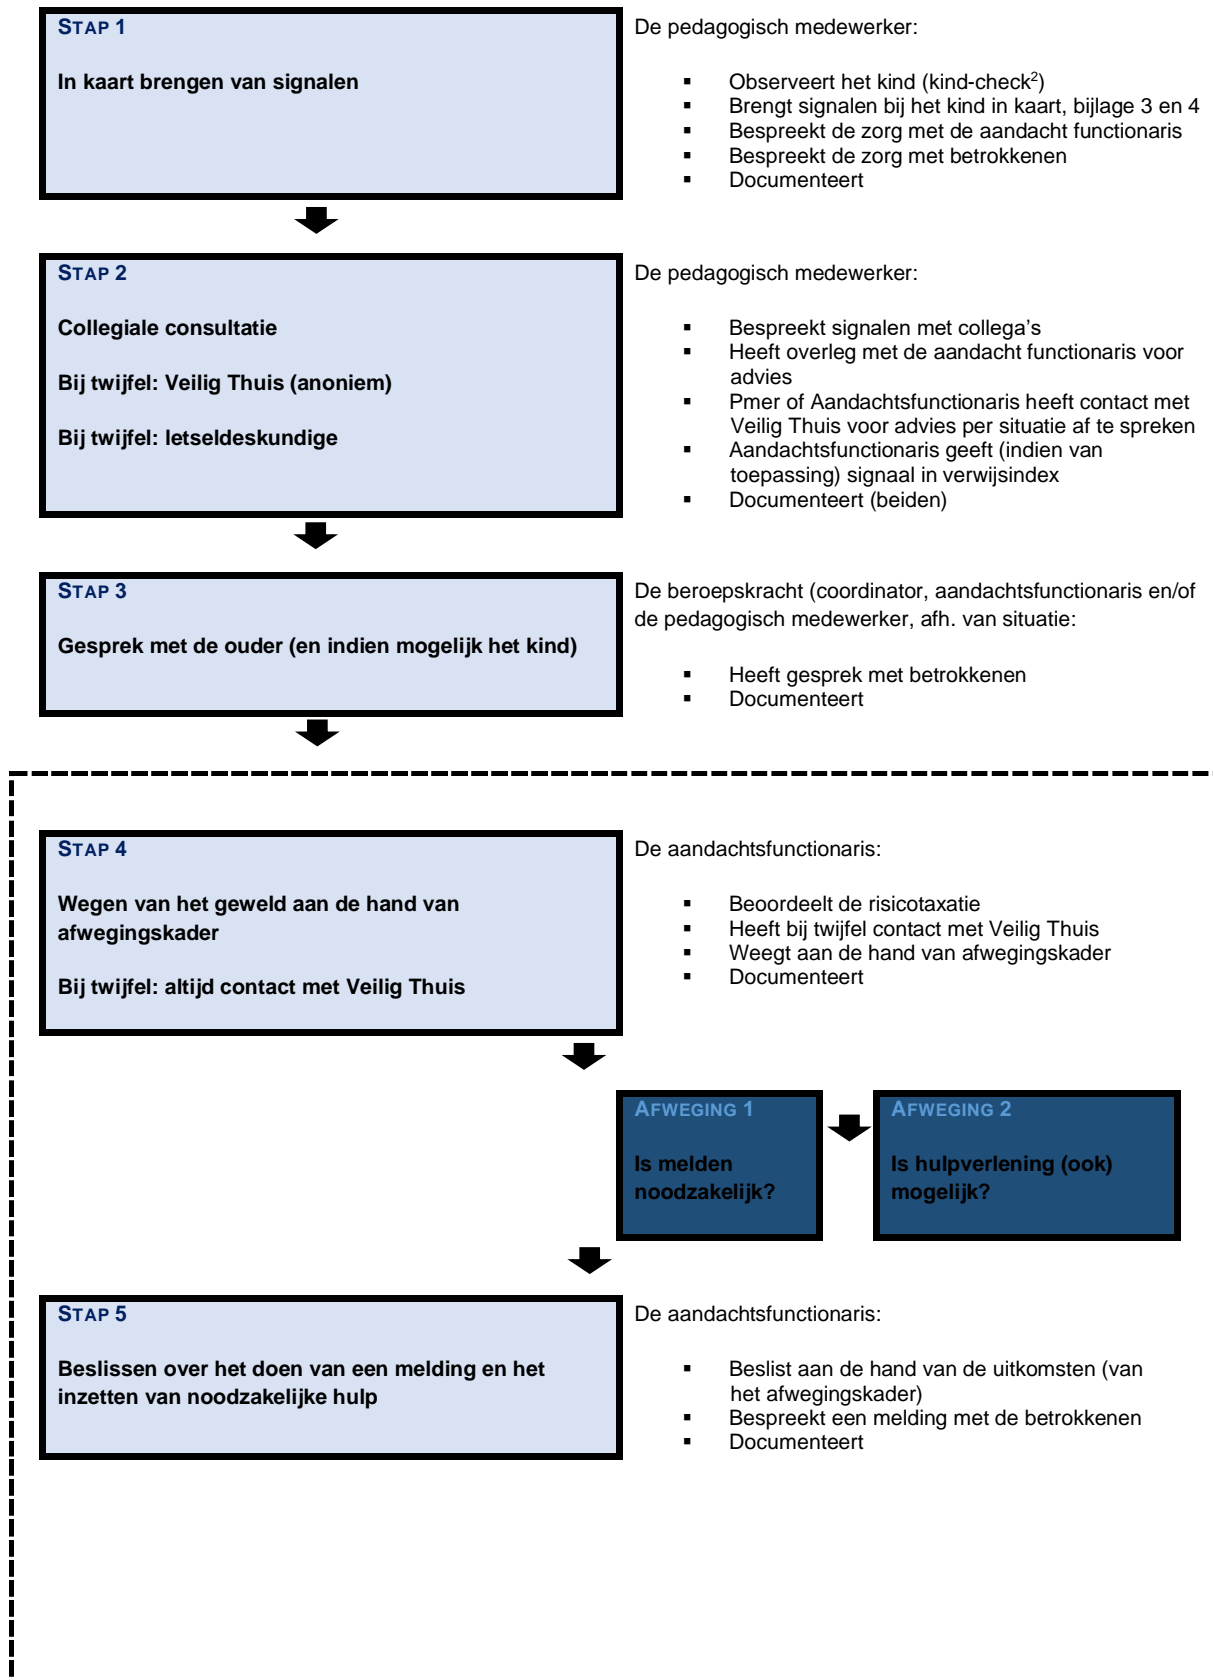 STAP 1
In kaart brengen van signalen
De pedagogisch medewerker:
▪ Observeert het kind (kind-check²)
▪ Brengt signalen bij het kind in kaart, bijlage 3 en 4
▪ Bespreekt de zorg met de aandacht functionaris
▪ Bespreekt de zorg met betrokkenen
▪ Documenteert
STAP 2
Collegiale consultatie
Bij twijfel: Veilig Thuis (anoniem)
Bij twijfel: letseldeskundige
De pedagogisch medewerker:
▪ Bespreekt signalen met collega’s
▪ Heeft overleg met de aandacht functionaris voor
advies
▪ Pmer of Aandachtsfunctionaris heeft contact met
Veilig Thuis voor advies per situatie af te spreken
▪ Aandachtsfunctionaris geeft (indien van
toepassing) signaal in verwijsindex
▪ Documenteert (beiden)
STAP 3
Gesprek met de ouder (en indien mogelijk het kind)
De beroepskracht (coordinator, aandachtsfunctionaris en/of
de pedagogisch medewerker, afh. van situatie:
▪ Heeft gesprek met betrokkenen
▪ Documenteert
STAP 4
Wegen van het geweld aan de hand van
afwegingskader
Bij twijfel: altijd contact met Veilig Thuis
De aandachtsfunctionaris:
▪ Beoordeelt de risicotaxatie
▪ Heeft bij twijfel contact met Veilig Thuis
▪ Weegt aan de hand van afwegingskader
▪ Documenteert
AFWEGING 1
Is melden
noodzakelijk?
AFWEGING 2
Is hulpverlening (ook)
mogelijk?
STAP 5
Beslissen over het doen van een melding en het
inzetten van noodzakelijke hulp
De aandachtsfunctionaris:
▪ Beslist aan de hand van de uitkomsten (van
het afwegingskader)
▪ Bespreekt een melding met de betrokkenen
▪ Documenteert